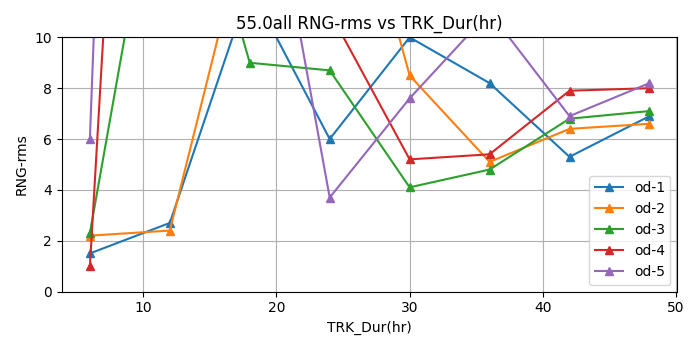 55.0all RNG-rms vs TRK_Dur(hr)
RNG-rms
10
8
6
4
2
0
10
20
30
40
50
TRK_Dur(hr)
od-1
od-2
od-3
od-4
od-5